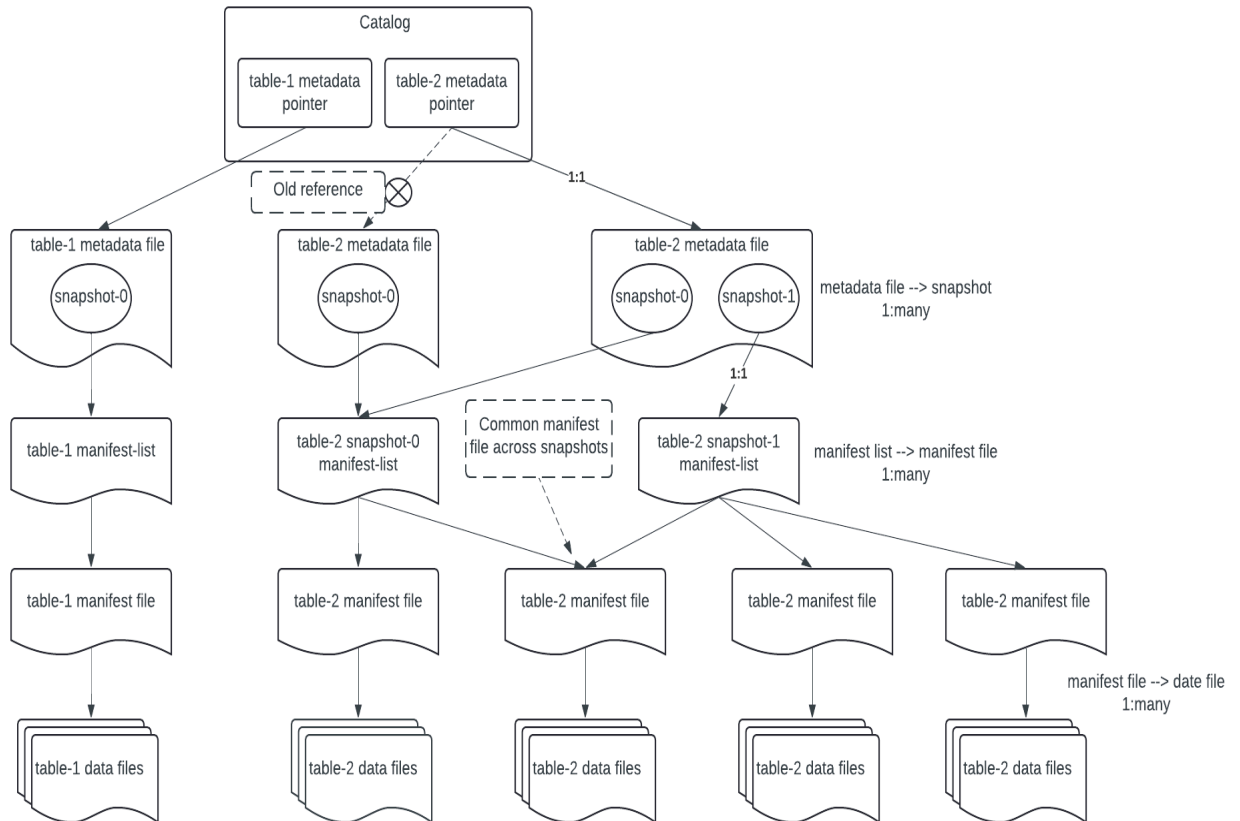 Catalog
table-1 metadata
pointer
table-2 metadata
pointer
Old reference
1:1
table-1 metadata file
snapshot-0
table-2 metadata file
snapshot-0
table-2 metadata file
snapshot-0
snapshot-1
metadata file --> snapshot
1:many
1:1
table-1 manifest-list
table-2 snapshot-0
manifest-list
Common manifest
file across snapshots
table-2 snapshot-1
manifest-list
manifest list --> manifest file
1:many
table-1 manifest file
table-2 manifest file
table-2 manifest file
table-2 manifest file
table-2 manifest file
manifest file --> date file
1:many
table-1 data files
table-2 data files
table-2 data files
table-2 data files
table-2 data files